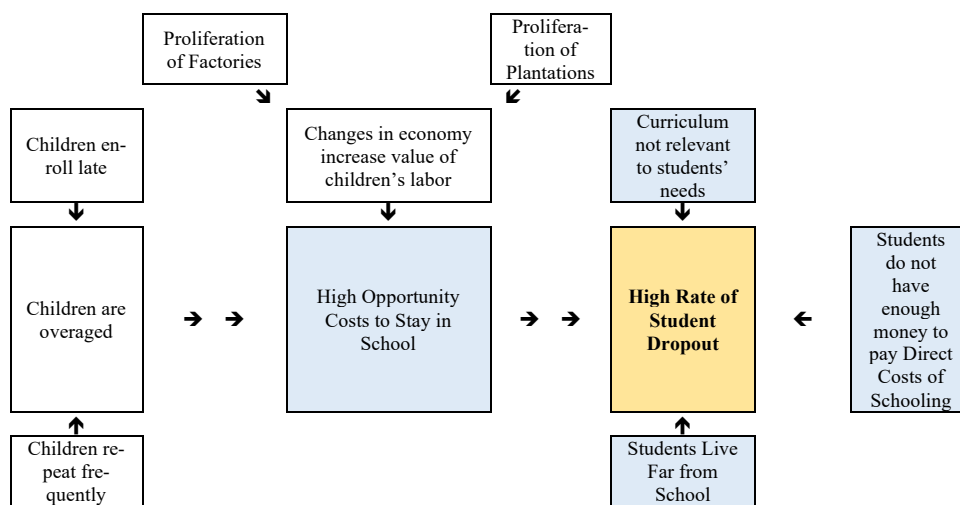 Proliferation
of Factories
Prolifera-
tion of
Plantations
Children en-
roll late
Changes in economy
increase value of
children’s labor
Curriculum
not relevant
to students’
needs
Children are
overaged
High Opportunity
Costs to Stay in
School
High Rate of
Student
Dropout
Students
do not
have
enough
money to
pay Direct
Costs of
Schooling
Children re-
peat fre-
quently
Students Live
Far from
School